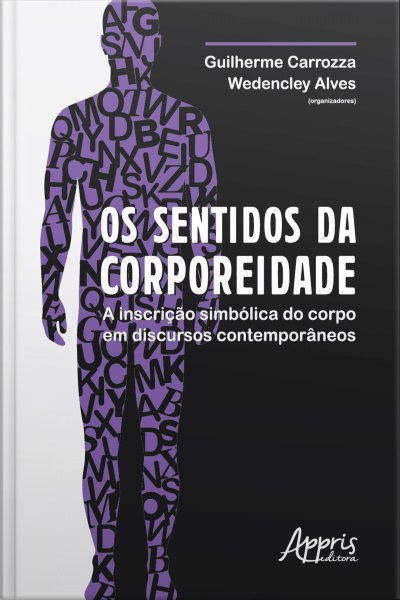 Guilherme Carrozza
Wedencley Alves
(organizadores)
OS SENTIDOS DA
CORPOREIDADE
A inscrição simbólica do corpo
em discursos contemporâneos
Appris
editora